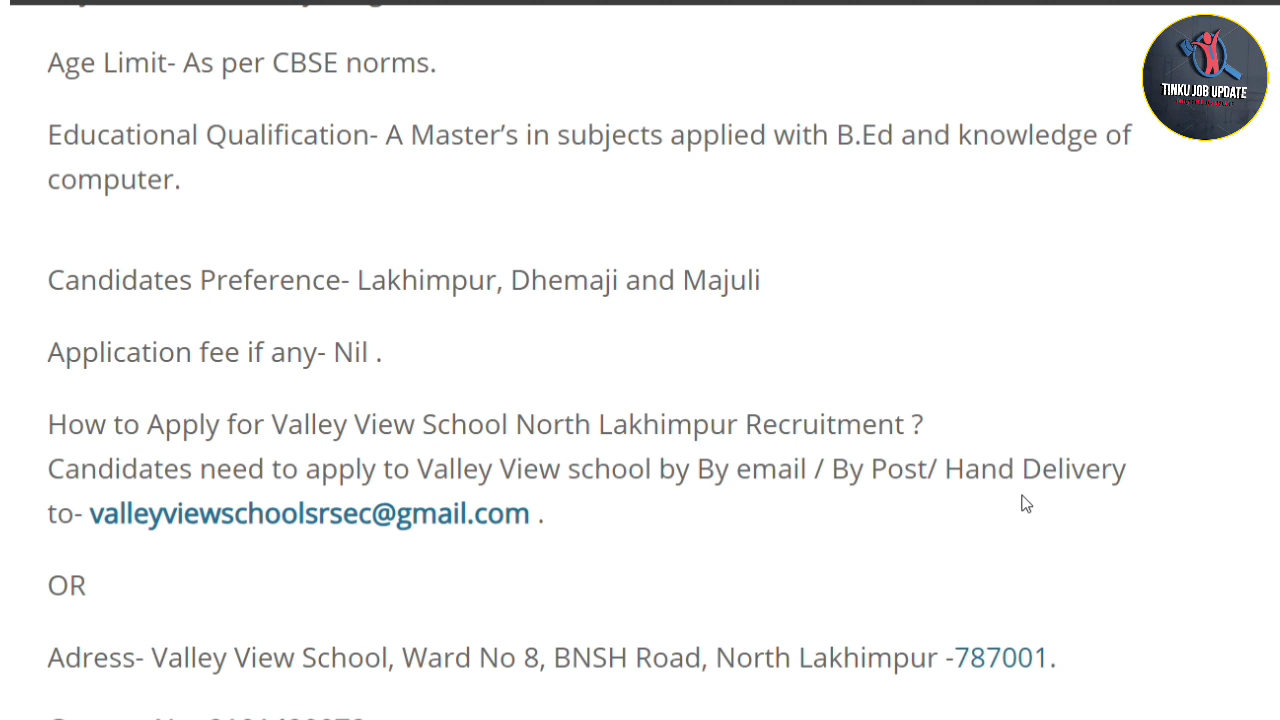 Age Limit- As per CBSE norms.
TINKU JOB UPDATE
Educational Qualification- A Master’s in subjects applied with B.Ed and knowledge of
computer.
Candidates Preference- Lakhimpur, Dhemaji and Majuli
Application fee if any- Nil .
How to Apply for Valley View School North Lakhimpur Recruitment ?
Candidates need to apply to Valley View school by By email / By Post/ Hand Delivery
to- valleyviewschoolsrsec@gmail.com .
OR
Adress- Valley View School, Ward No 8, BNSH Road, North Lakhimpur -787001.